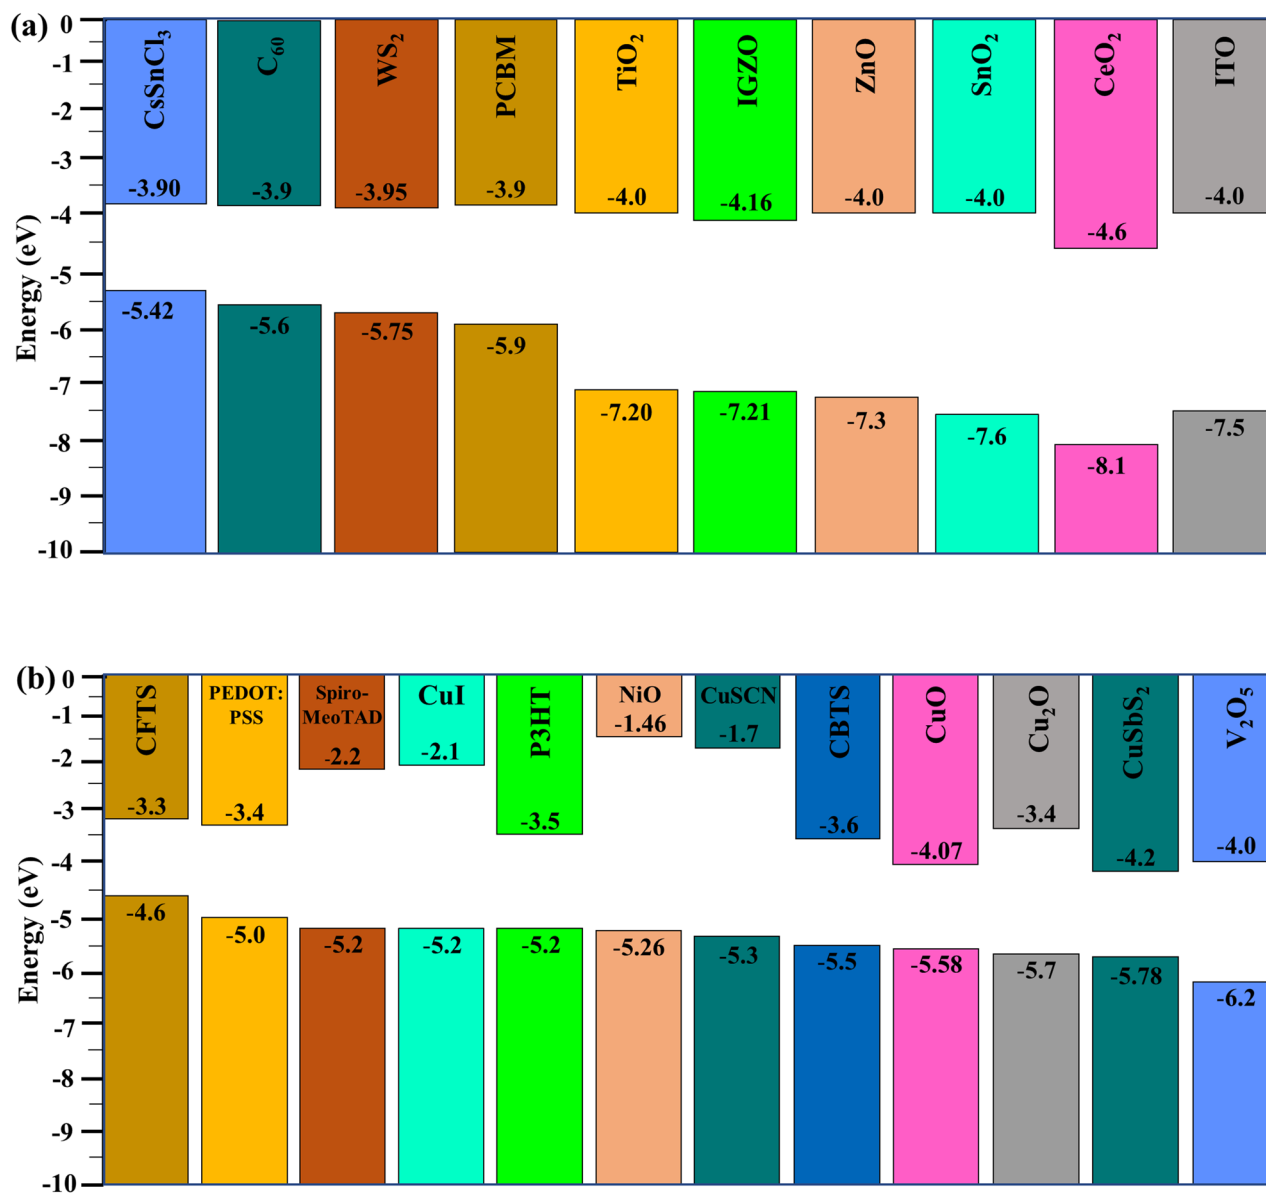 (a)
0
-1
-2
-3
-4
-5
-6
-7
-8
-9
-10
Energy (eV)
CsSnCl₃
C₆₀
WS₂
PCBM
TiO₂
IGZO
ZnO
SnO₂
CeO₂
ITO
-3.90
-3.9
-3.95
-3.9
-4.0
-4.16
-4.0
-4.0
-4.6
-4.0
-5.42
-5.6
-5.75
-5.9
-7.20
-7.21
-7.3
-7.6
-8.1
-7.5
(b)
0
-1
-2
-3
-4
-5
-6
-7
-8
-9
-10
Energy (eV)
CFTS
PEDOT:
PSS
Spiro-
MeoTAD
CuI
P3HT
NiO
CuSCN
CBTS
CuO
Cu₂O
CuSbS₂
V₂O₅
-3.3
-3.4
-2.2
-2.1
-3.5
-1.46
-1.7
-3.6
-4.07
-3.4
-4.2
-4.0
-4.6
-5.0
-5.2
-5.2
-5.2
-5.26
-5.3
-5.5
-5.58
-5.7
-5.78
-6.2